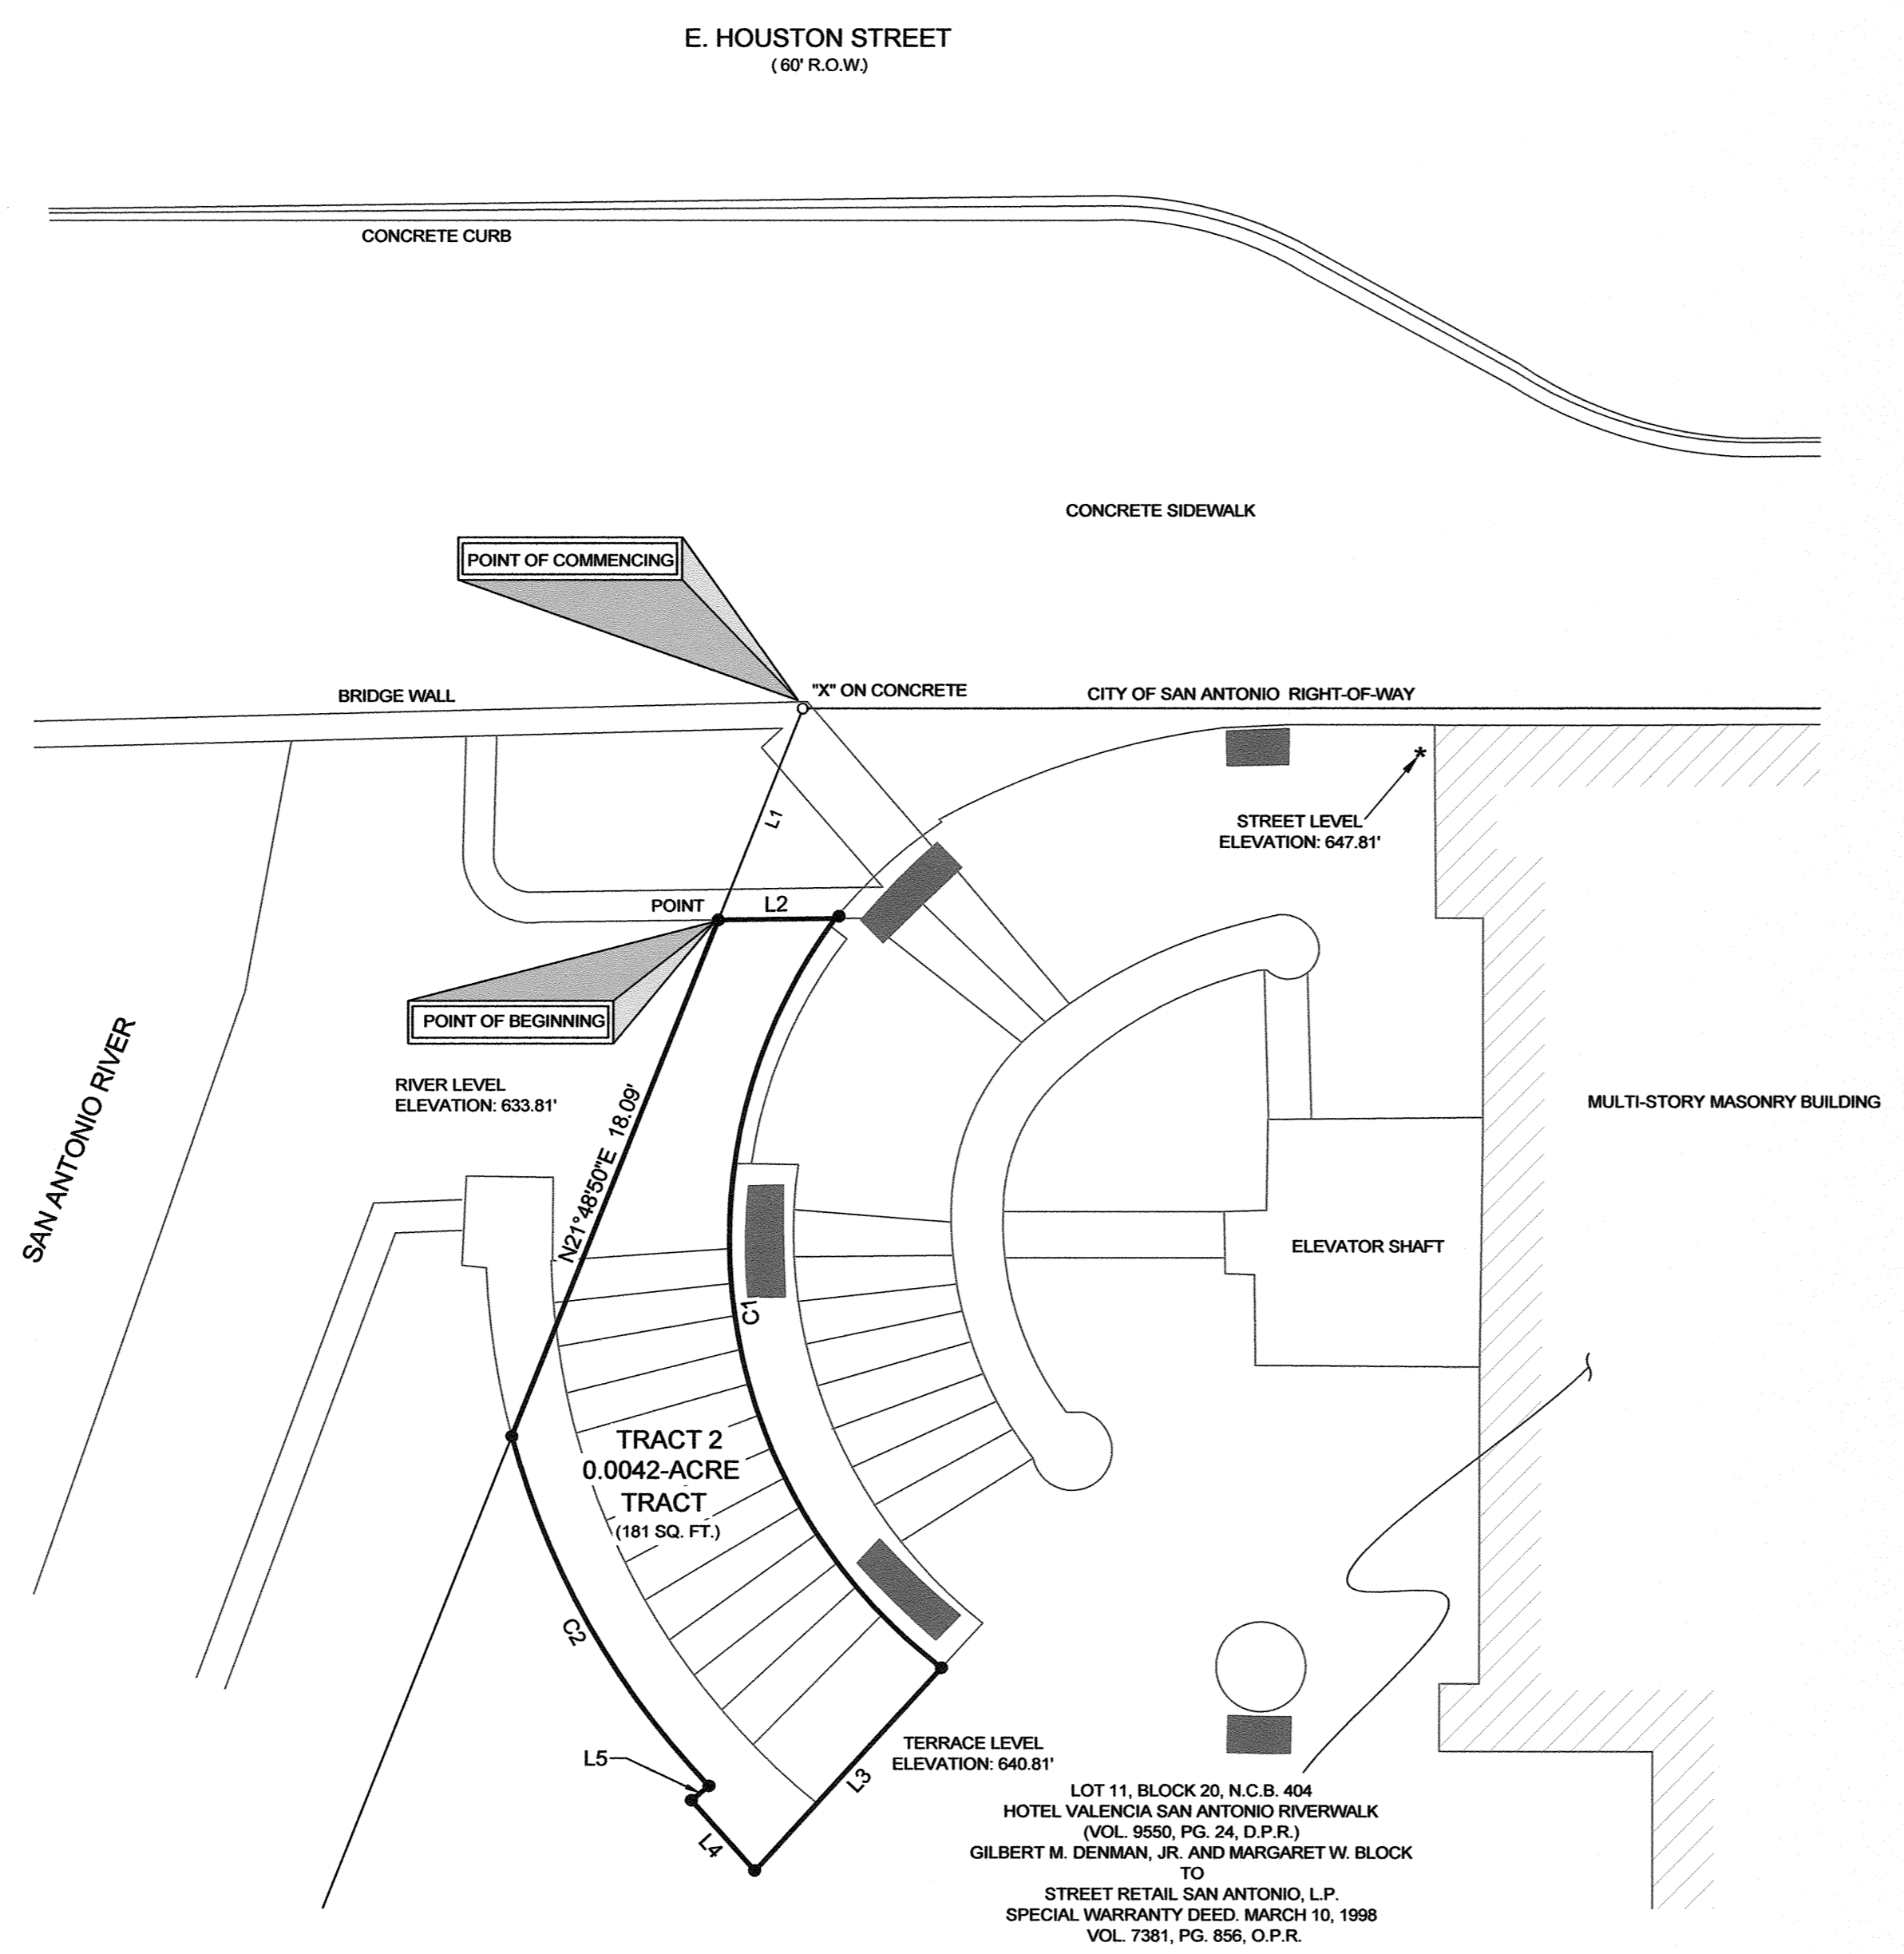 E. HOUSTON STREET
( 60' R.O.W.)
CONCRETE CURB
CONCRETE SIDEWALK
POINT OF COMMENCING
"X" ON CONCRETE
BRIDGE WALL
CITY OF SAN ANTONIO RIGHT-OF-WAY
*
L1
STREET LEVEL
ELEVATION: 647.81'
POINT
L2
POINT OF BEGINNING
SAN ANTONIO RIVER
RIVER LEVEL
ELEVATION: 633.81'
N21°48'50"E 18.09'
MULTI-STORY MASONRY BUILDING
ELEVATOR SHAFT
C1
TRACT 2
0.0042-ACRE
TRACT
(181 SQ. FT.)
C2
L5
L4
L3
TERRACE LEVEL
ELEVATION: 640.81'
LOT 11, BLOCK 20, N.C.B. 404
HOTEL VALENCIA SAN ANTONIO RIVERWALK
(VOL. 9550, PG. 24, D.P.R.)
GILBERT M. DENMAN, JR. AND MARGARET W. BLOCK
TO
STREET RETAIL SAN ANTONIO, L.P.
SPECIAL WARRANTY DEED. MARCH 10, 1998
VOL. 7381, PG. 856, O.P.R.